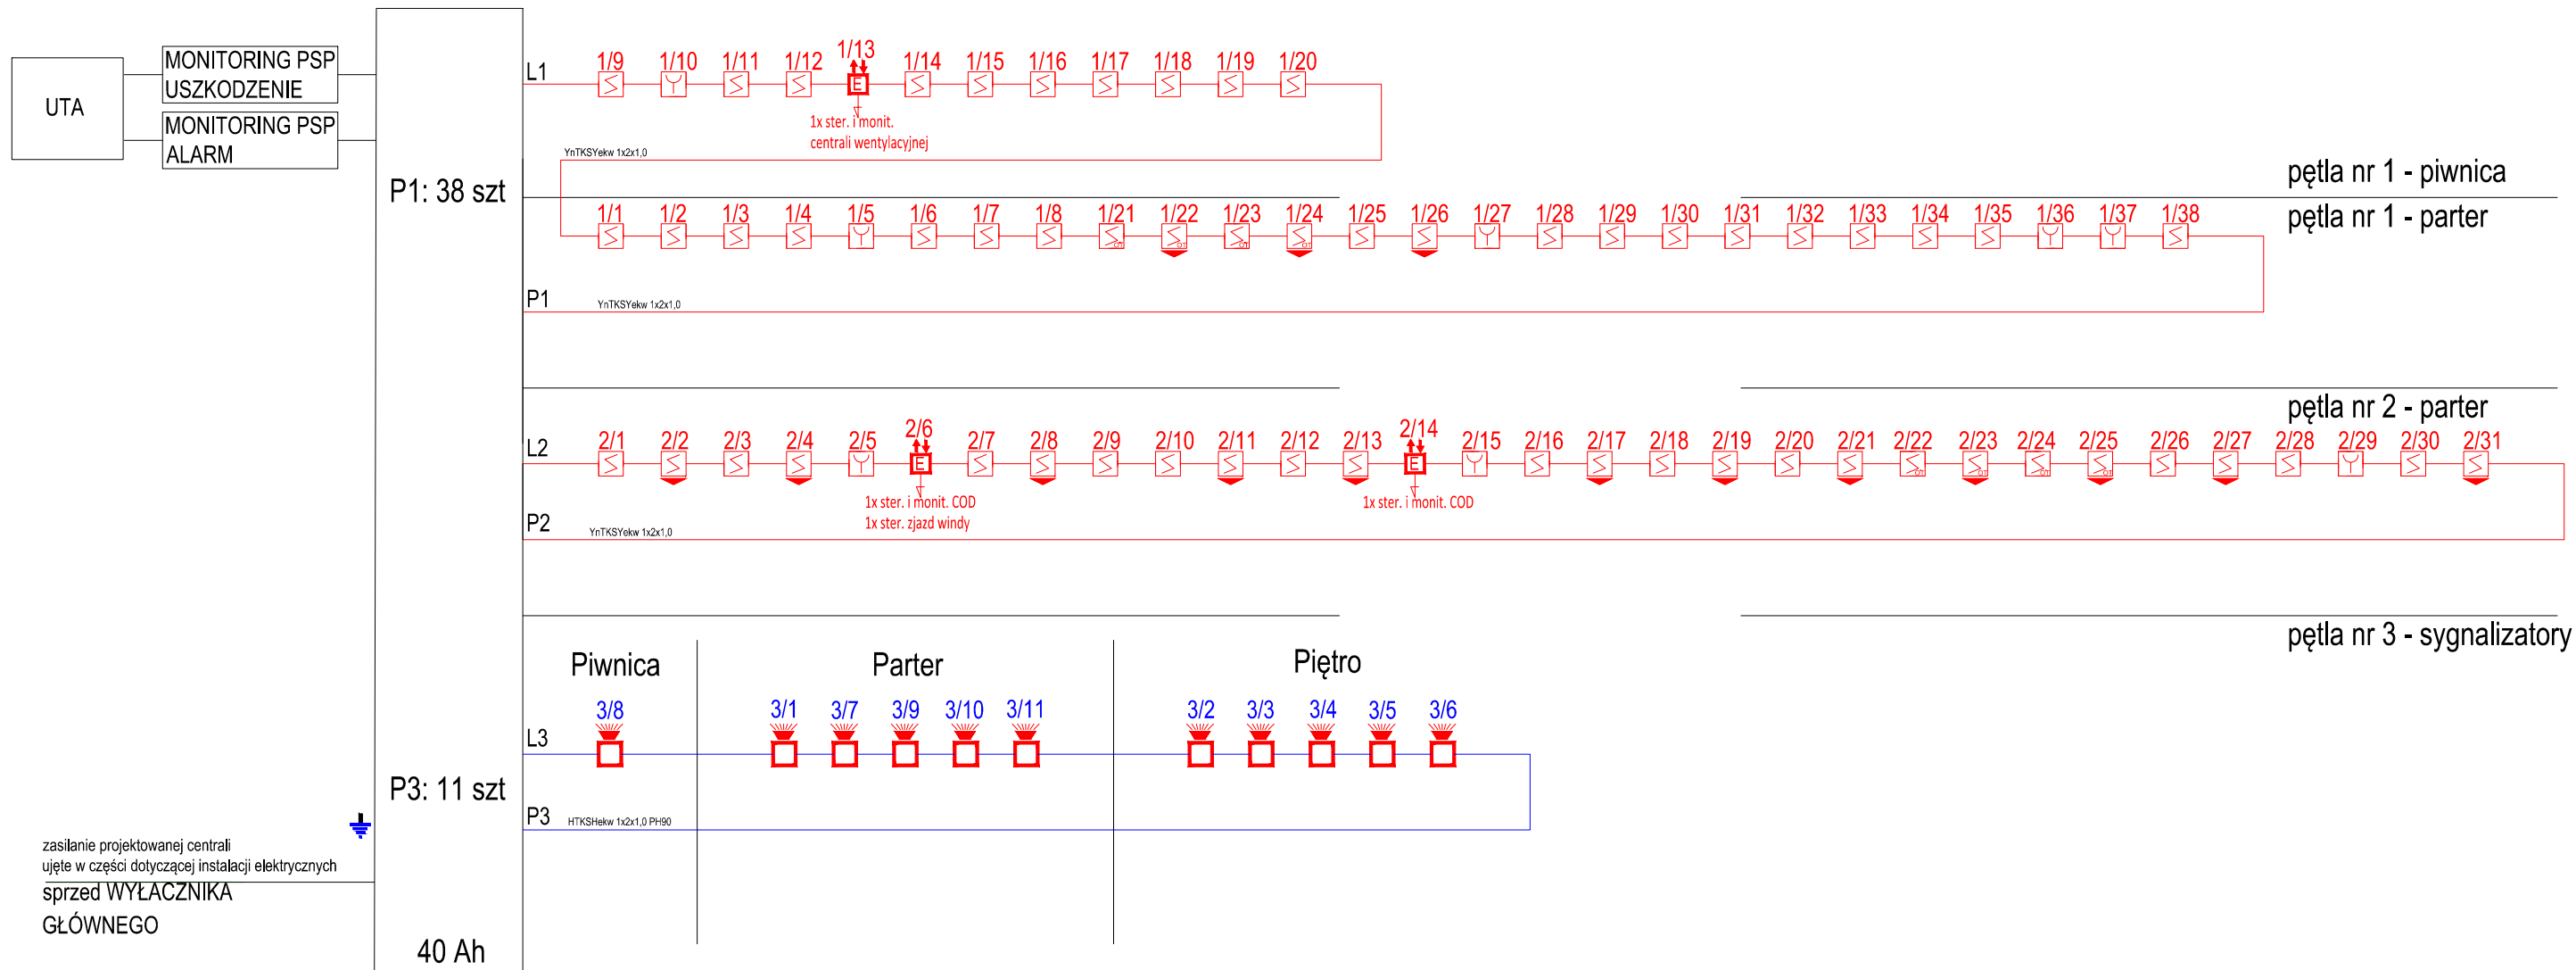 UTA
MONITORING PSP
USZKODZENIE
MONITORING PSP
ALARM
P1: 38 szt
P3: 11 szt
40 Ah
zasilanie projektowanej centrali
ujęte w części dotyczącej instalacji elektrycznych
sprzed WYŁĄCZNIKA
GŁÓWNEGO
L1
1/9 1/10 1/11 1/12 1/13 1/14 1/15 1/16 1/17 1/18 1/19 1/20
E
1x ster. i monit.
centrali wentylacyjnej
YnTKSYekw 1x2x1,0
pętla nr 1 - piwnica
pętla nr 1 - parter
1/1 1/2 1/3 1/4 1/5 1/6 1/7 1/8 1/21 1/22 1/23 1/24 1/25 1/26 1/27 1/28 1/29 1/30 1/31 1/32 1/33 1/34 1/35 1/36 1/37 1/38
OT OT OT OT
P1
YnTKSYekw 1x2x1,0
pętla nr 2 - parter
L2
2/1 2/2 2/3 2/4 2/5 2/6 2/7 2/8 2/9 2/10 2/11 2/12 2/13 2/14 2/15 2/16 2/17 2/18 2/19 2/20 2/21 2/22 2/23 2/24 2/25 2/26 2/27 2/28 2/29 2/30 2/31
E E OT OT OT OT
1x ster. i monit. COD
1x ster. zjazd windy
1x ster. i monit. COD
P2
YnTKSYekw 1x2x1,0
pętla nr 3 - sygnalizatory
Piwnica Parter Piętro
3/8 3/1 3/7 3/9 3/10 3/11 3/2 3/3 3/4 3/5 3/6
L3
P3
HTKSHekw 1x2x1,0 PH90